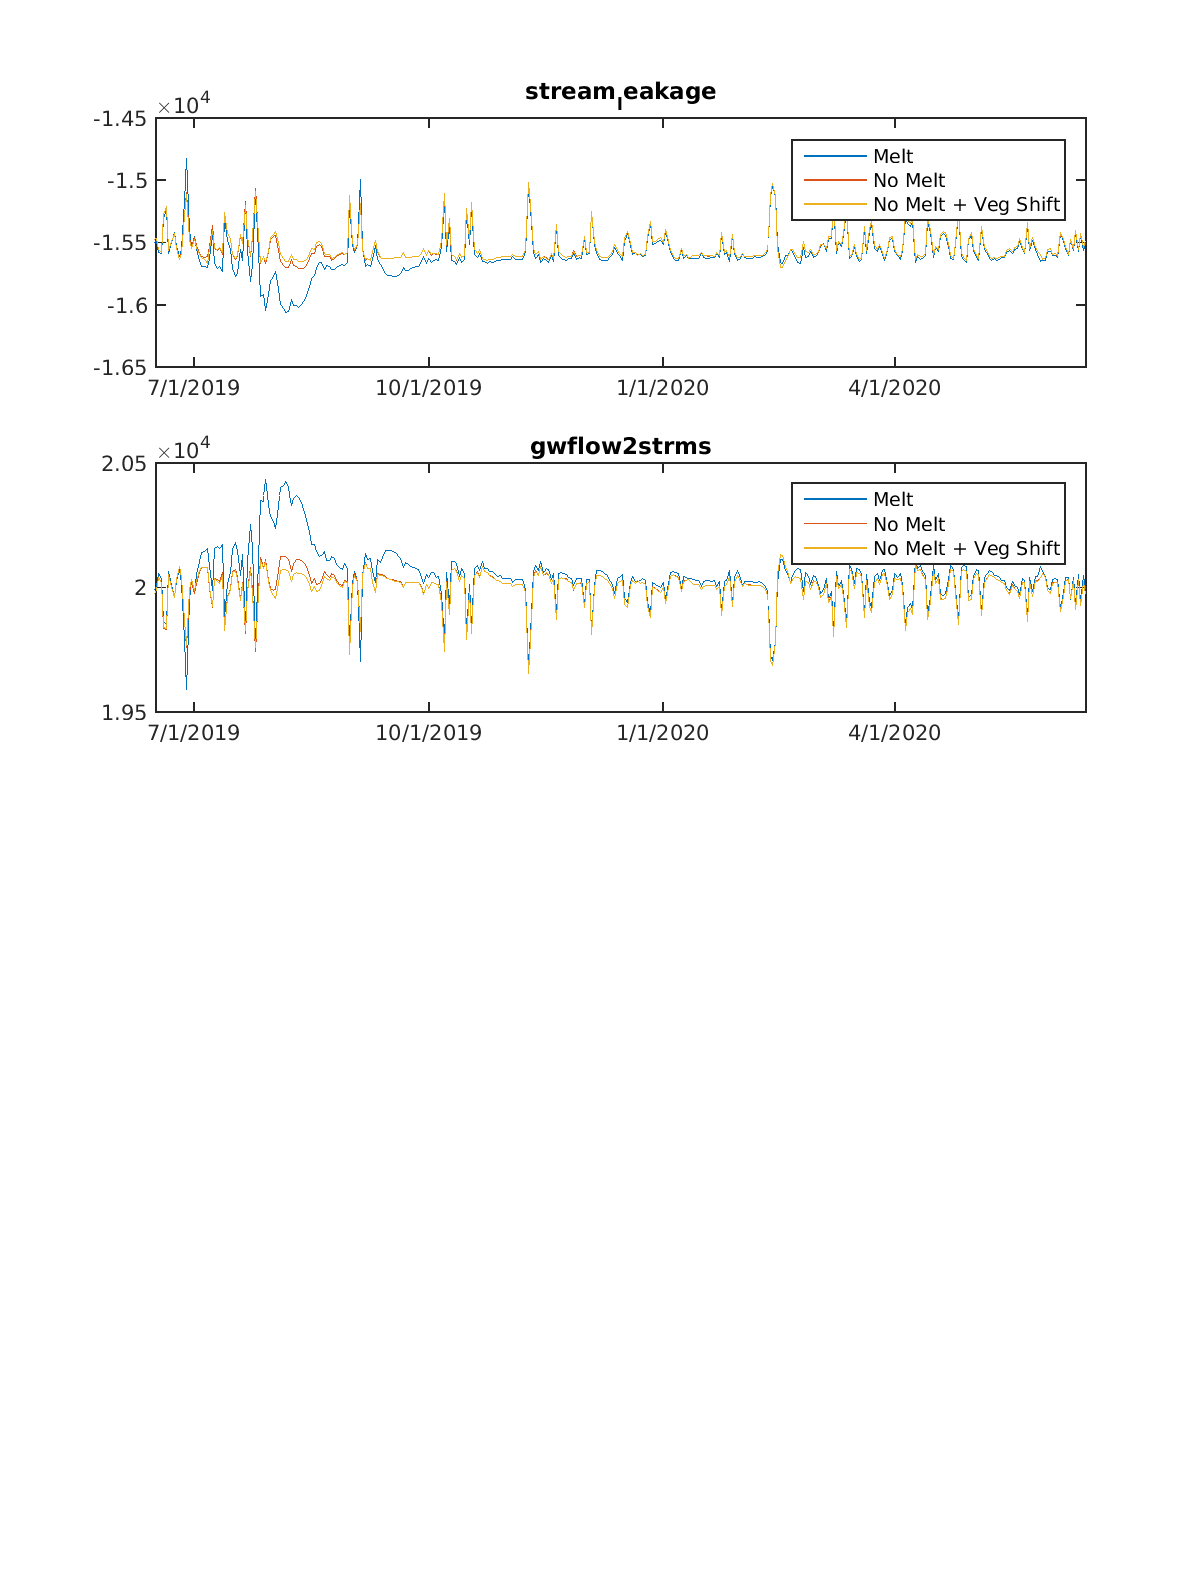 stream_leakage
×10^4
-1.45
-1.5
-1.55
-1.6
-1.65
7/1/2019 10/1/2019 1/1/2020 4/1/2020
Melt
No Melt
No Melt + Veg Shift
gwflow2strms
×10^4
2.05
2
1.95
7/1/2019 10/1/2019 1/1/2020 4/1/2020
Melt
No Melt
No Melt + Veg Shift